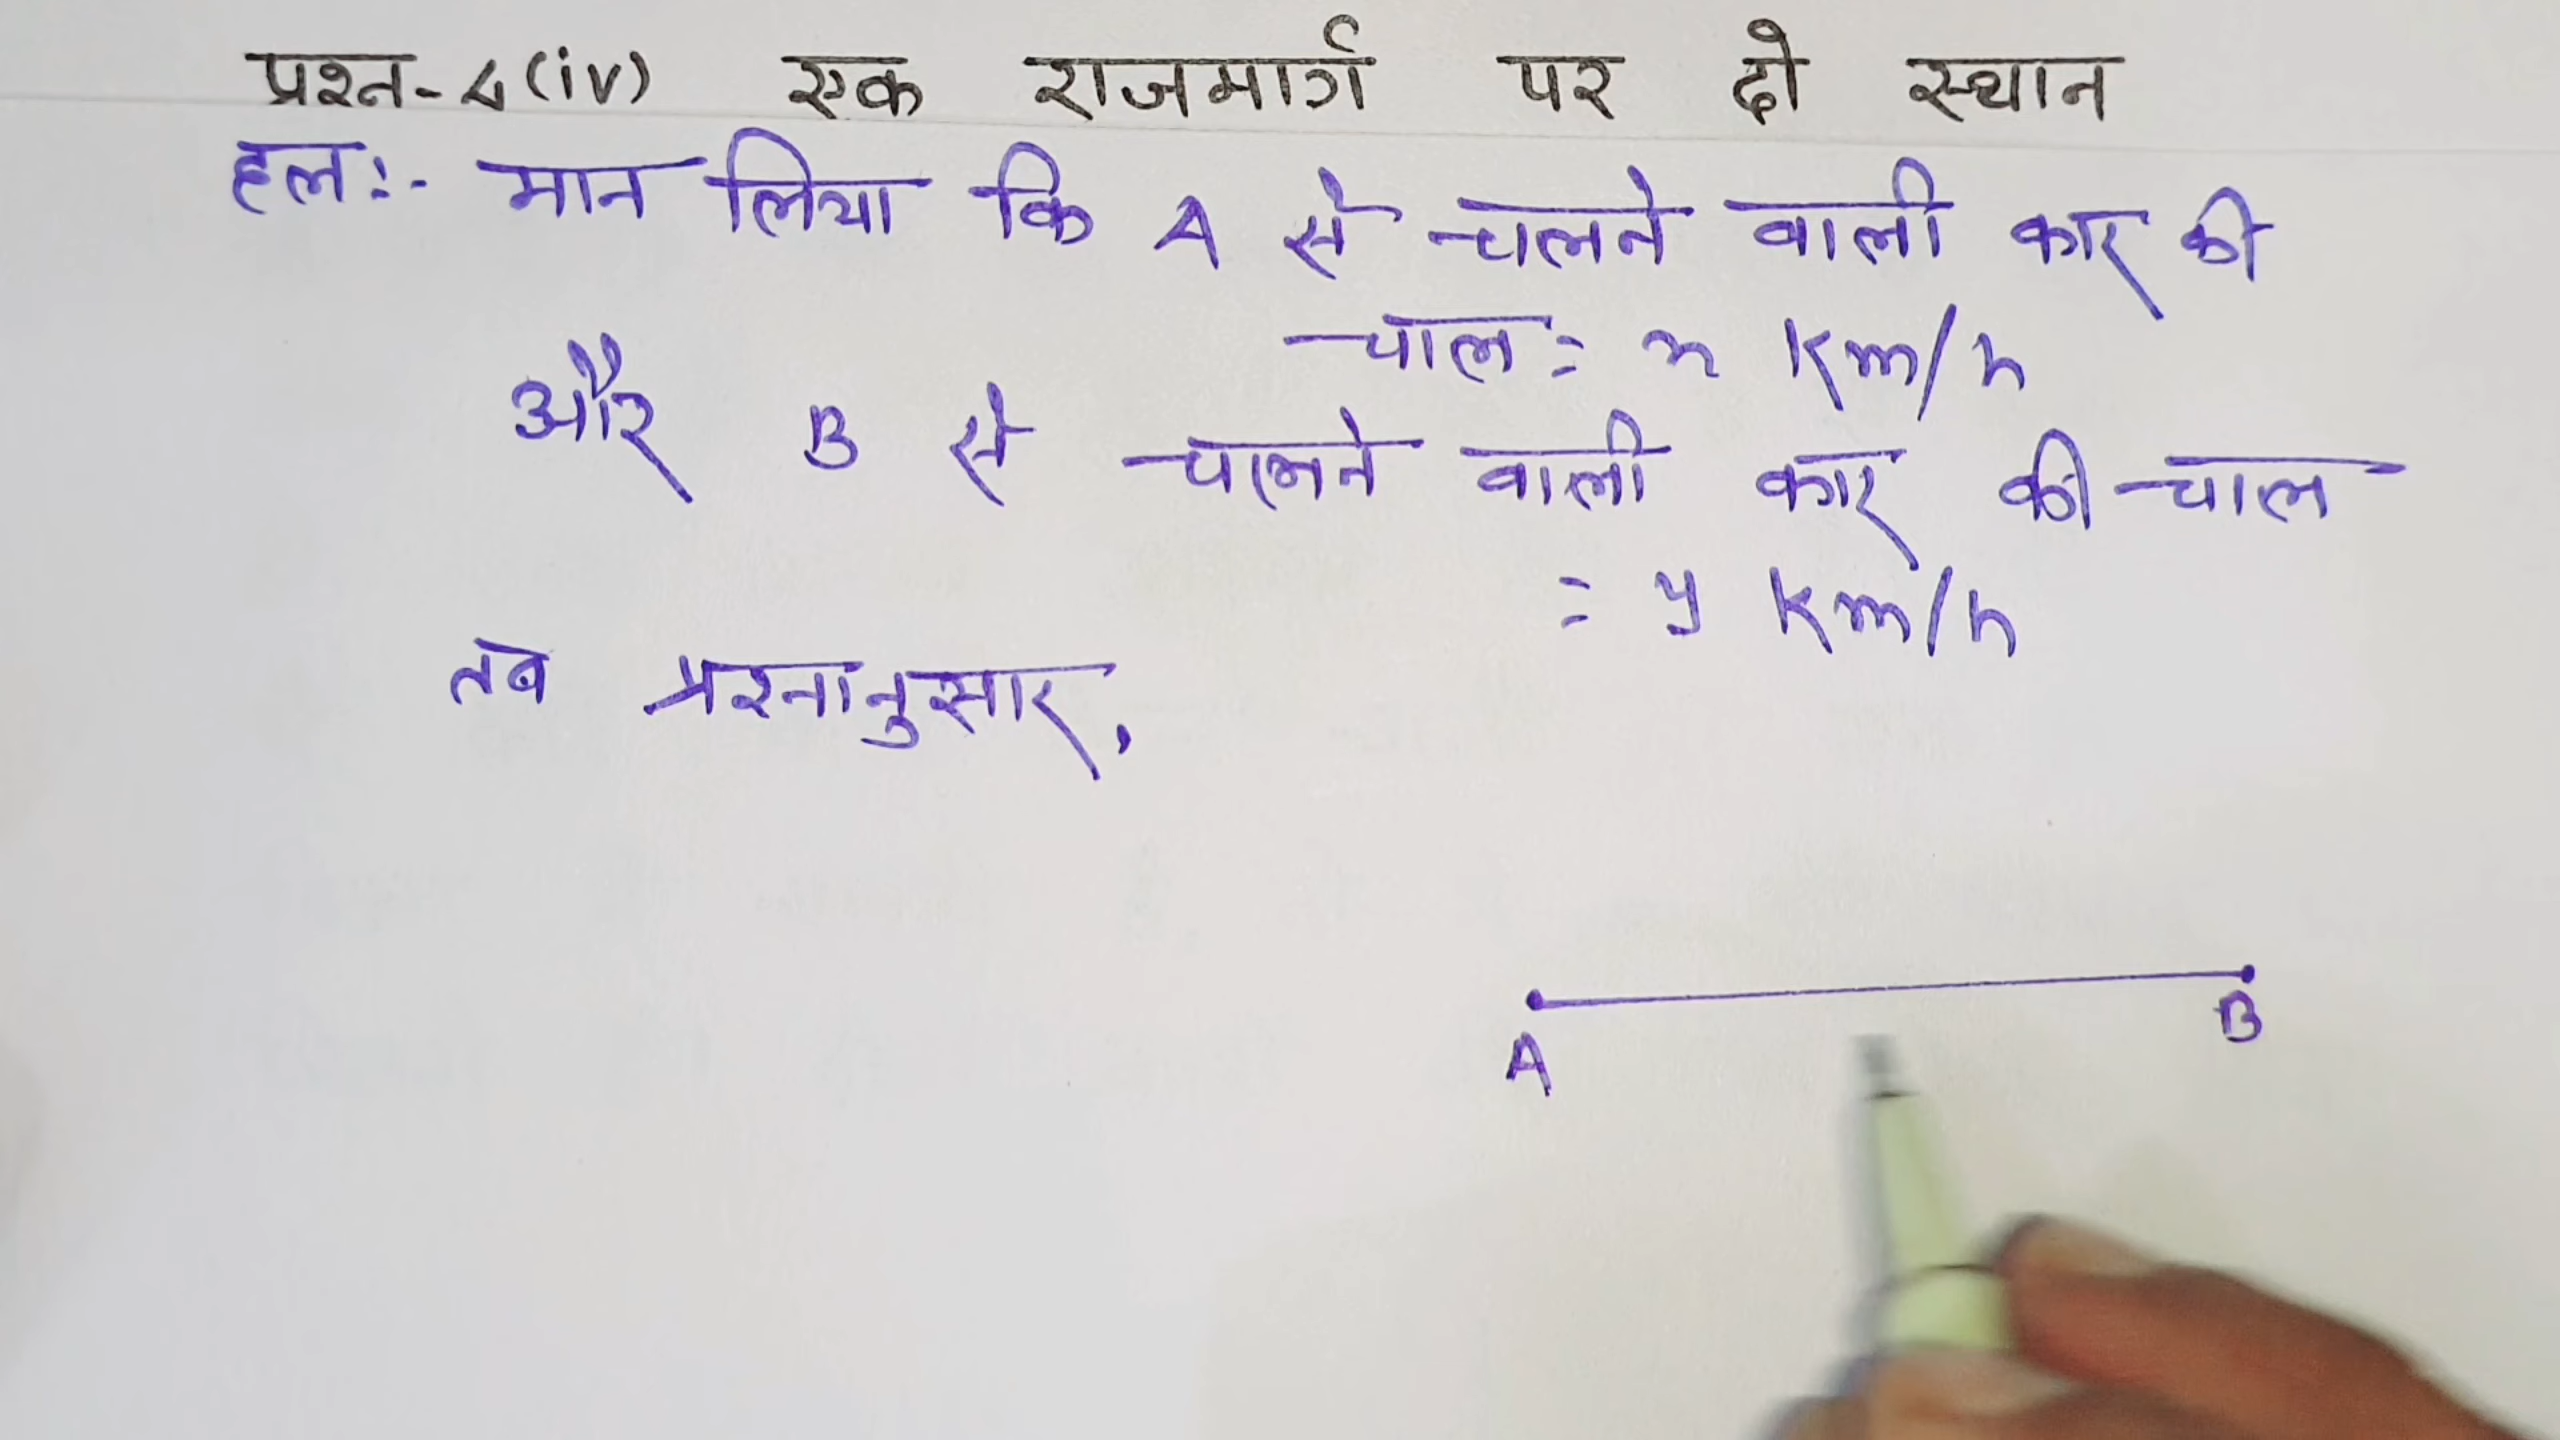 प्रश्न-4(iv) एक राजमार्ग पर दो स्थान
हल:- मान लिया कि A से चलने वाली कार की
चाल = x km/h
और B से चलने वाली कार की चाल
= y km/h
तब प्रश्नानुसार,
A B